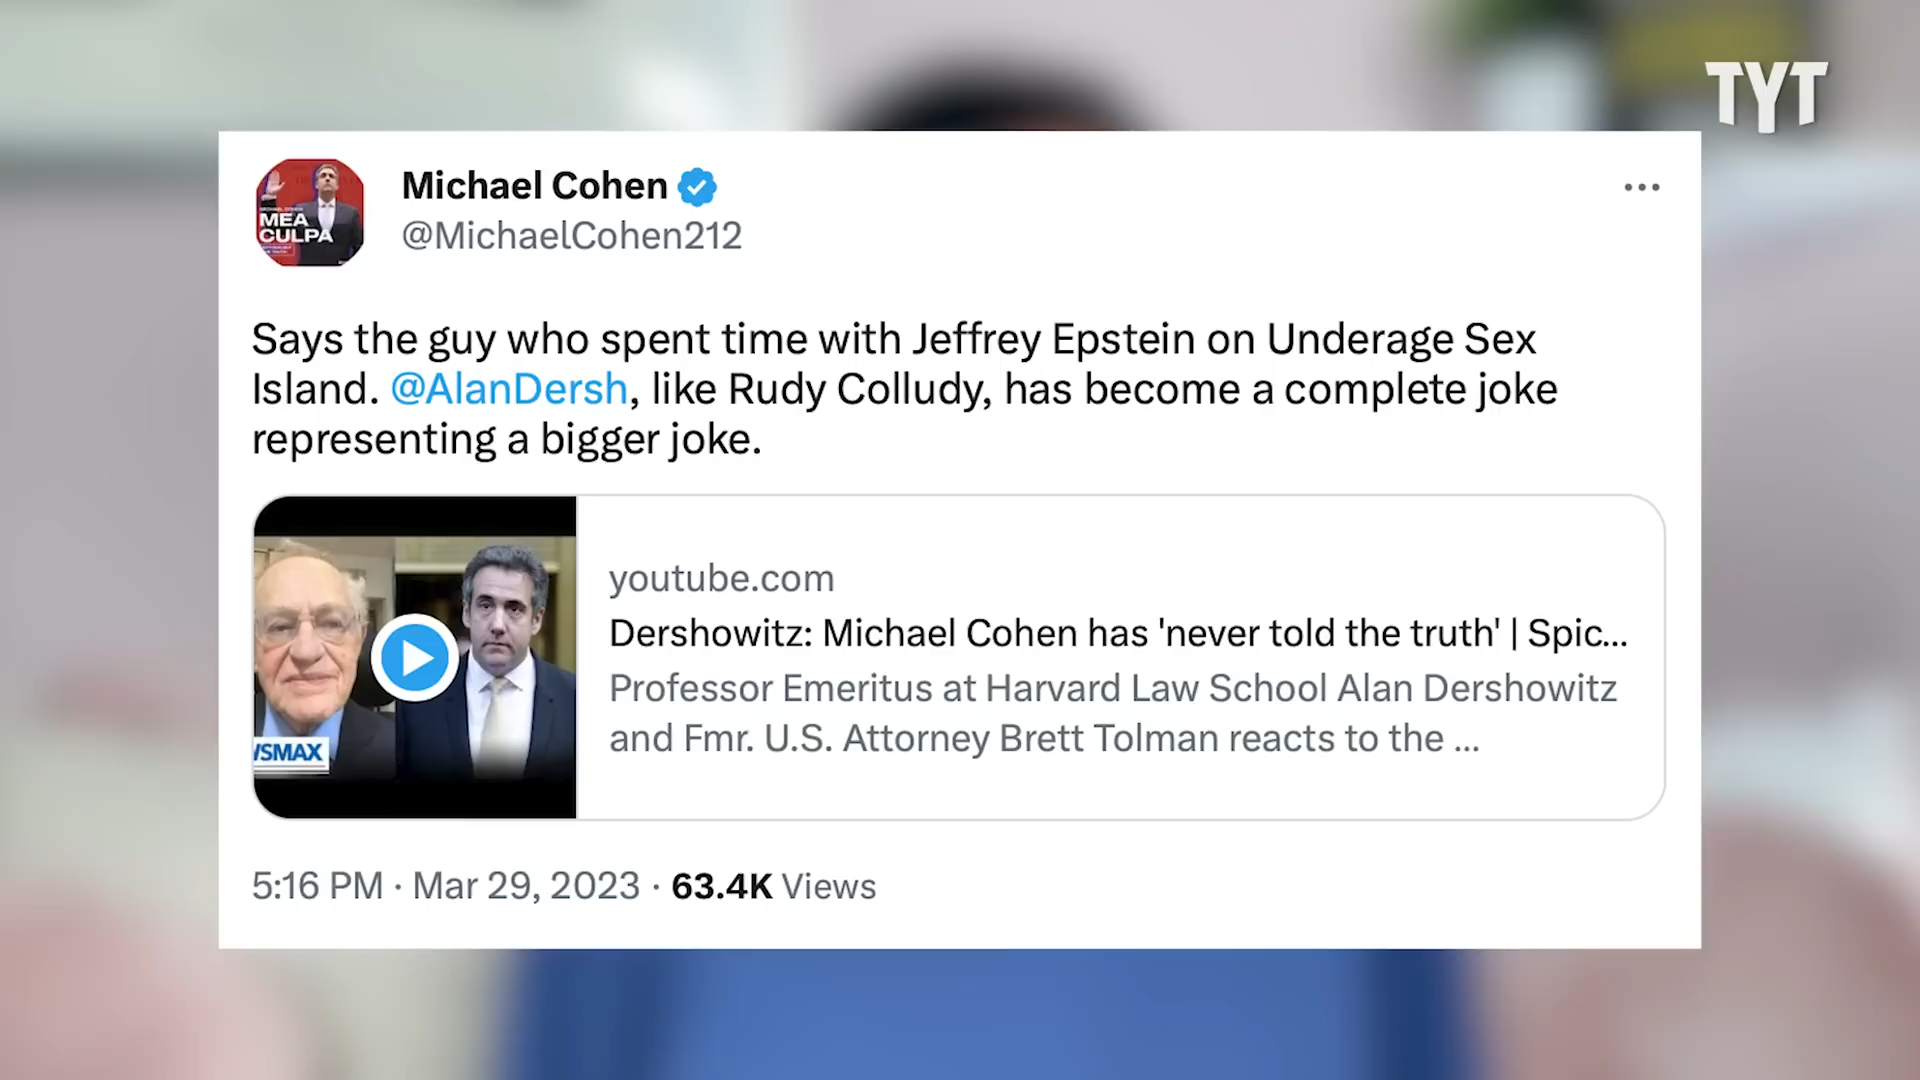 TYT
Michael Cohen
@MichaelCohen212
MEA
CULPA
Says the guy who spent time with Jeffrey Epstein on Underage Sex
Island. @AlanDersh, like Rudy Colludy, has become a complete joke
representing a bigger joke.
youtube.com
Dershowitz: Michael Cohen has 'never told the truth' | Spic...
Professor Emeritus at Harvard Law School Alan Dershowitz
and Fmr. U.S. Attorney Brett Tolman reacts to the ...
WSMAX
5:16 PM · Mar 29, 2023 · 63.4K Views